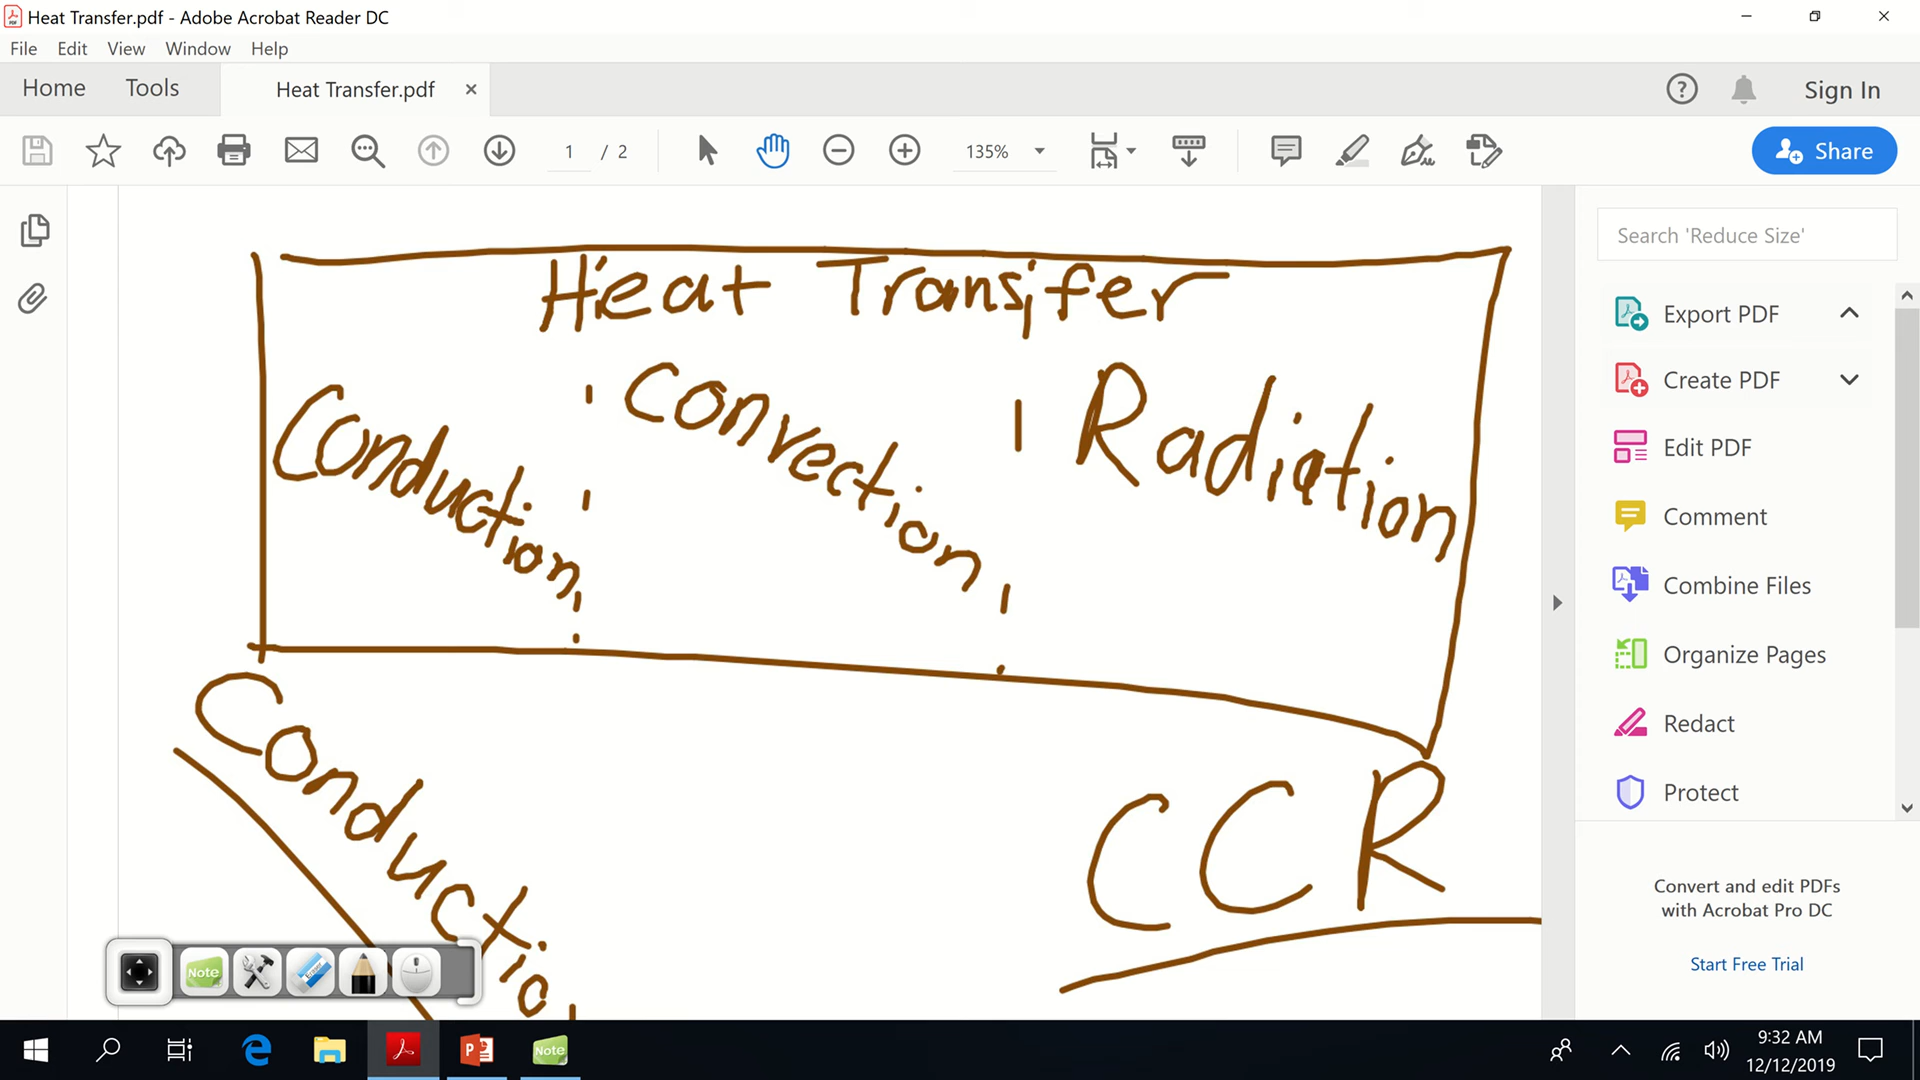 Heat Transfer.pdf - Adobe Acrobat Reader DC
File Edit View Window Help
Home Tools Heat Transfer.pdf Sign In
1 / 2 135% Share
Search 'Reduce Size'
Export PDF
Create PDF
Edit PDF
Comment
Combine Files
Organize Pages
Redact
Protect
Convert and edit PDFs
with Acrobat Pro DC
Start Free Trial
Heat Transfer
Conduction Convection Radiation
CCR
Conduction
Note
Note
9:32 AM
12/12/2019